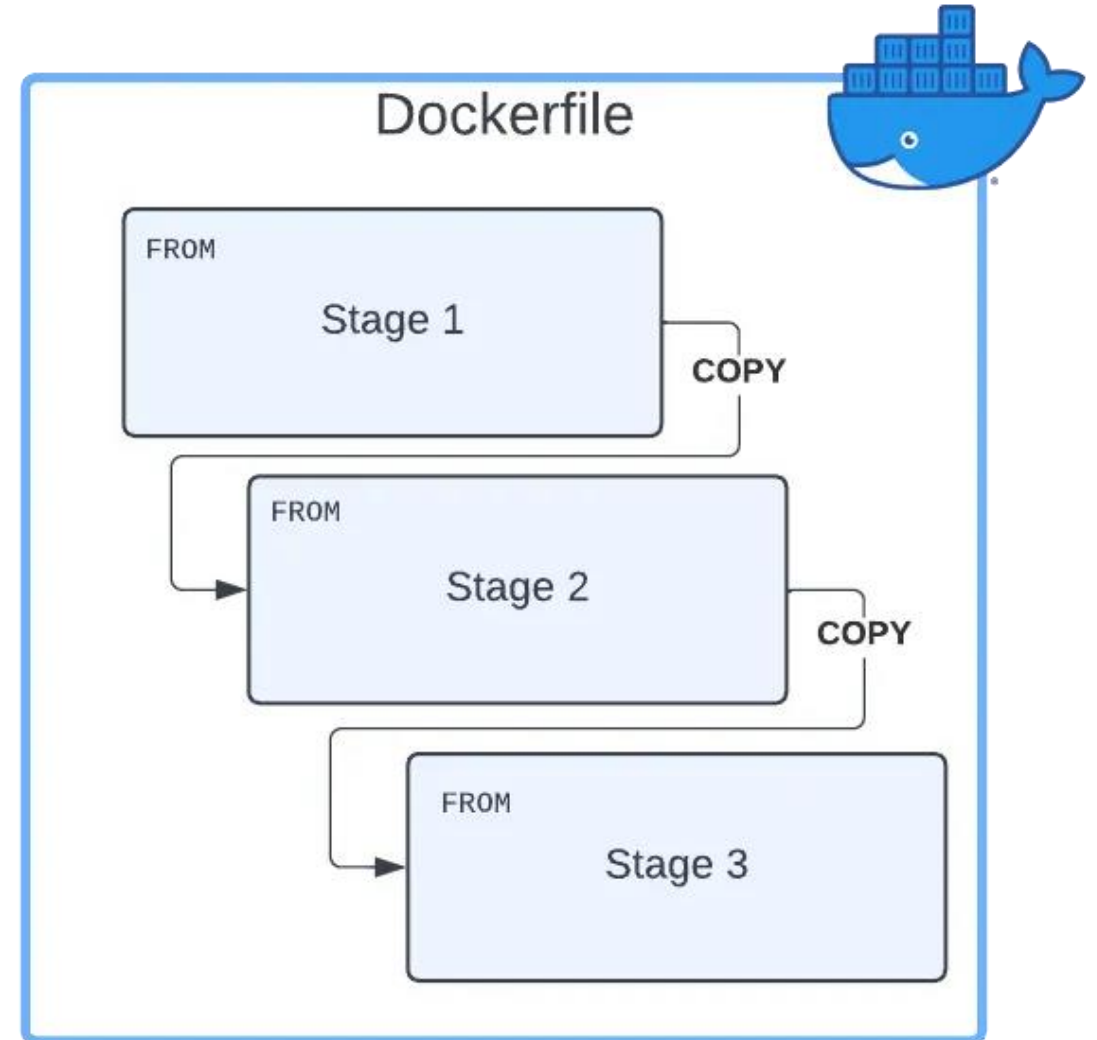 Dockerfile
FROM
Stage 1
COPY
FROM
Stage 2
COPY
FROM
Stage 3